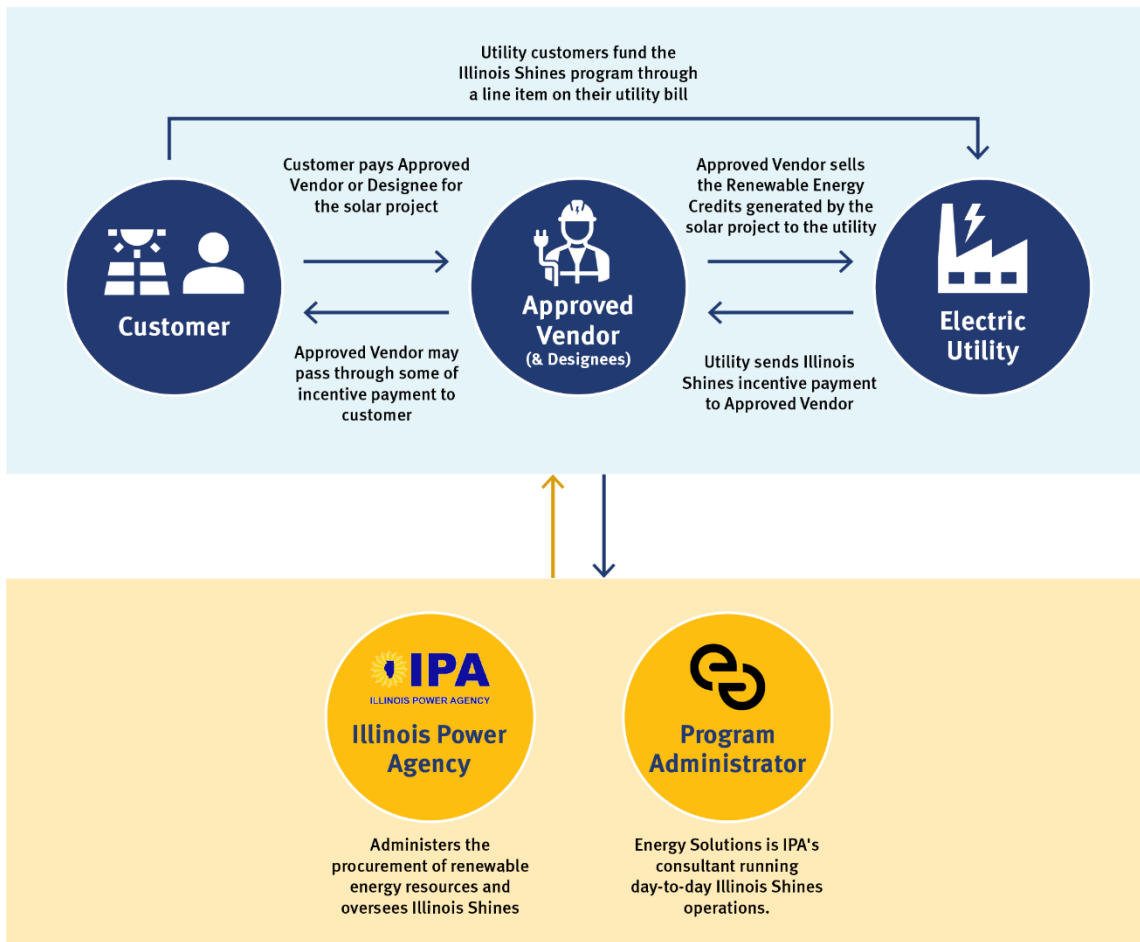 Utility customers fund the
Illinois Shines program through
a line item on their utility bill
Customer pays Approved
Vendor or Designee for
the solar project
Approved Vendor sells
the Renewable Energy
Credits generated by the
solar project to the utility
Customer
Approved
Vendor
(& Designees)
Electric
Utility
Approved Vendor may
pass through some of
incentive payment to
customer
Utility sends Illinois
Shines incentive payment
to Approved Vendor
IPA
ILLINOIS POWER AGENCY
Illinois Power
Agency
Program
Administrator
Administers the
procurement of renewable
energy resources and
oversees Illinois Shines
Energy Solutions is IPA's
consultant running
day-to-day Illinois Shines
operations.